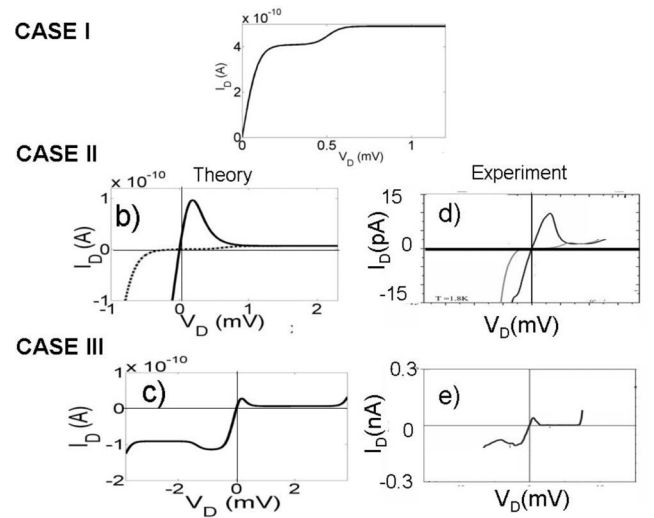 CASE I
x 10⁻¹⁰
4
2
0
I_D (A)
0
0.5
1
V_D (mV)
CASE II
Theory
Experiment
b)
1 x 10⁻¹⁰
0
-1
I_D (A)
-1
0
1
2
V_D (mV)
:
d)
15
0
-15
I_D(pA)
T =1.8K
V_D(mV)
CASE III
c)
1 x 10⁻¹⁰
0
-1
-2
I_D (A)
-2
0
2
V_D (mV)
e)
0.3
0
-0.3
I_D(nA)
V_D(mV)